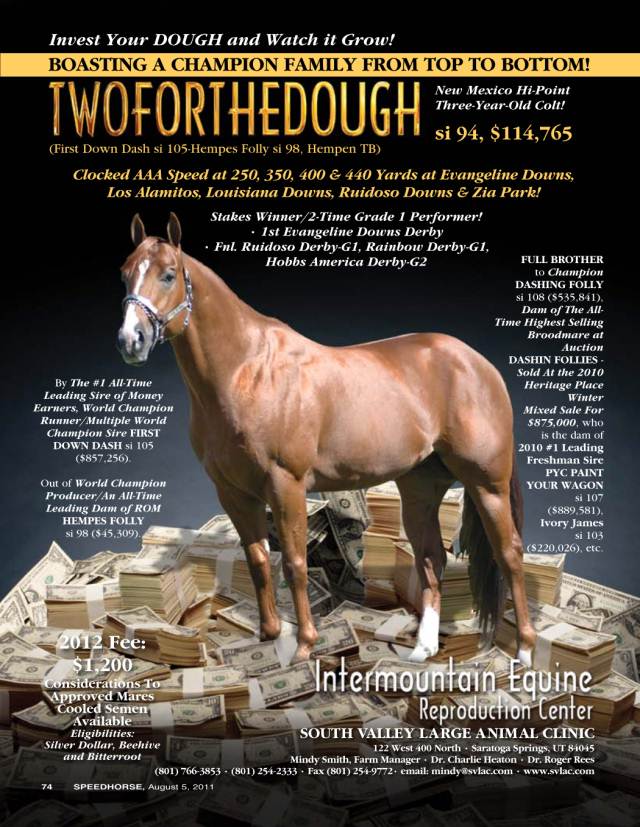 Invest Your DOUGH and Watch it Grow!
BOASTING A CHAMPION FAMILY FROM TOP TO BOTTOM!
TWOFORTHEDOUGH
New Mexico Hi-Point
Three-Year-Old Colt!
si 94, $114,765
(First Down Dash si 105-Hempes Folly si 98, Hempen TB)
Clocked AAA Speed at 250, 350, 400 & 440 Yards at Evangeline Downs,
Los Alamitos, Louisiana Downs, Ruidoso Downs & Zia Park!
Stakes Winner/2-Time Grade 1 Performer!
• 1st Evangeline Downs Derby
• Fnl. Ruidoso Derby-G1, Rainbow Derby-G1,
Hobbs America Derby-G2
FULL BROTHER
to Champion
DASHING FOLLY
si 108 ($535,841),
Dam of The All-
Time Highest Selling
Broodmare at
Auction
DASHIN FOLLIES -
Sold At the 2010
Heritage Place
Winter
Mixed Sale For
$875,000, who
is the dam of
2010 #1 Leading
Freshman Sire
PYC PAINT
YOUR WAGON
si 107
($889,581),
Ivory James
si 103
($220,026), etc.
By The #1 All-Time
Leading Sire of Money
Earners, World Champion
Runner/Multiple World
Champion Sire FIRST
DOWN DASH si 105
($857,256).
Out of World Champion
Producer/An All-Time
Leading Dam of ROM
HEMPES FOLLY
si 98 ($45,309).
2012 Fee:
$1,200
Considerations To
Approved Mares
Cooled Semen
Available
Eligibilities:
Silver Dollar, Beehive
and Bitterroot
Intermountain Equine
Reproduction Center
SOUTH VALLEY LARGE ANIMAL CLINIC
122 West 400 North • Saratoga Springs, UT 84045
Mindy Smith, Farm Manager • Dr. Charlie Heaton • Dr. Roger Rees
(801) 766-3853 • (801) 254-2333 • Fax (801) 254-9772 • email: mindy@svlac.com • www.svlac.com
74 SPEEDHORSE, August 5, 2011